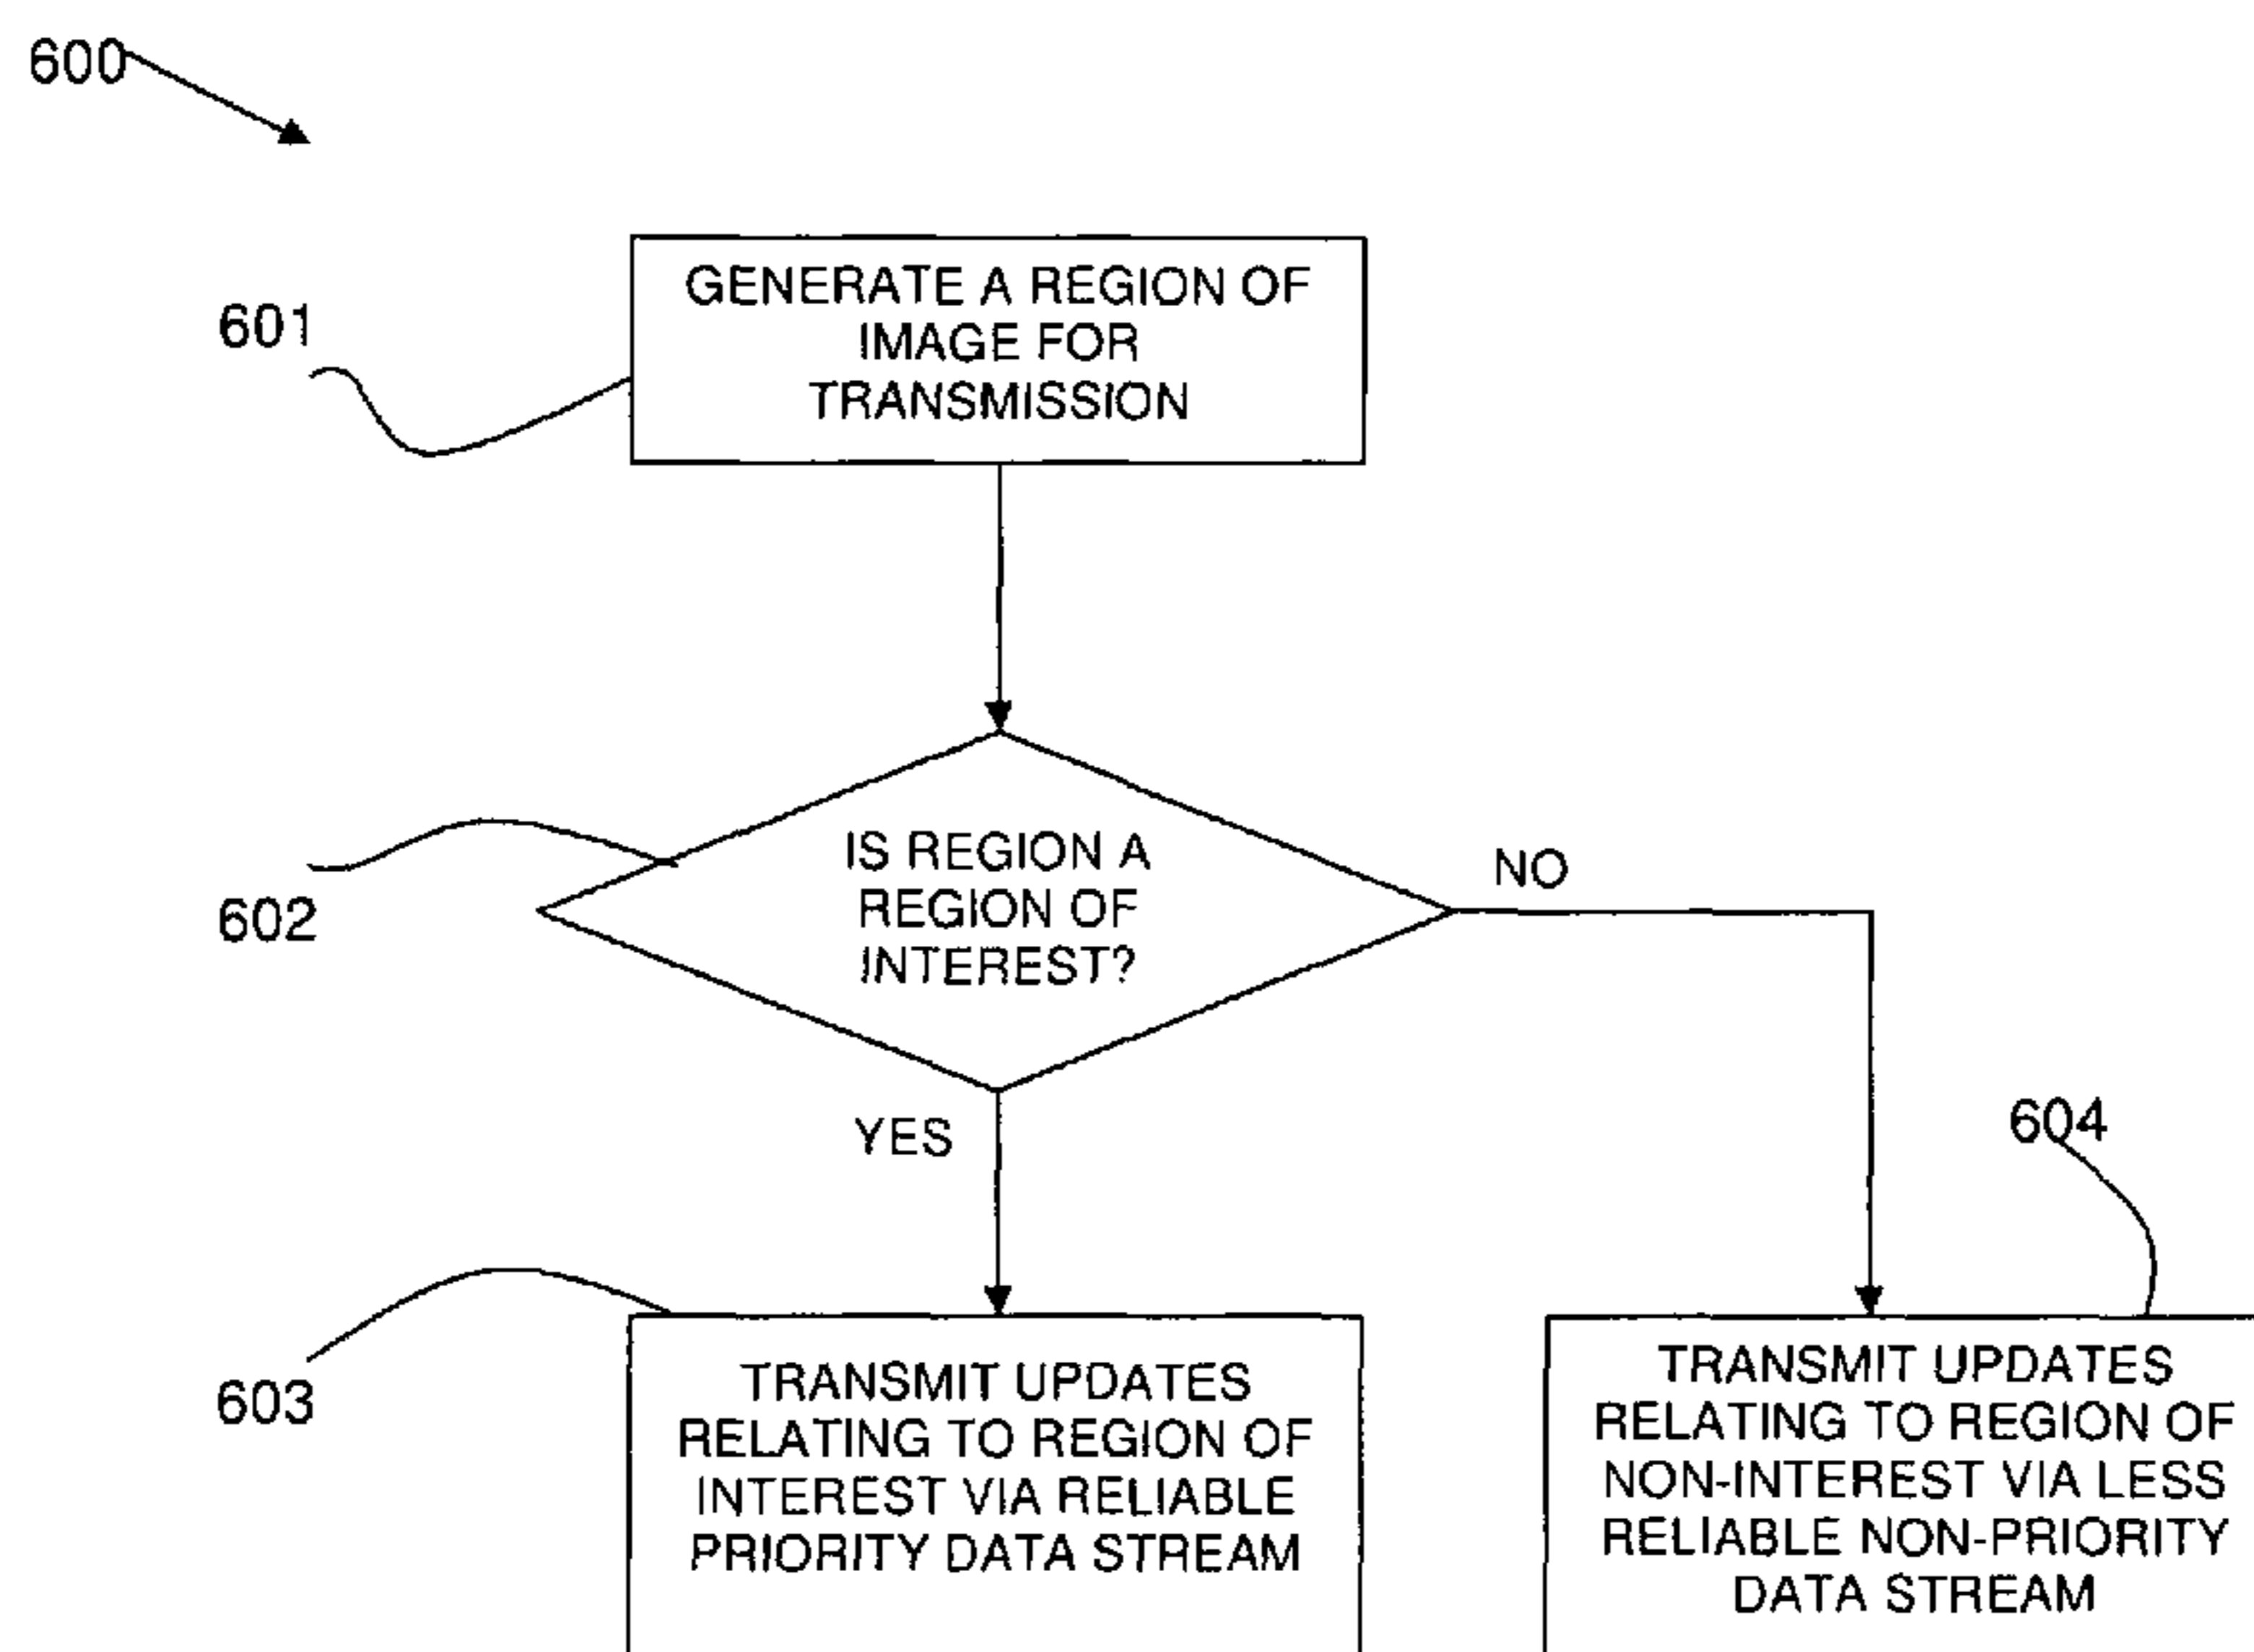 600
601
GENERATE A REGION OF
IMAGE FOR
TRANSMISSION
602
IS REGION A
REGION OF
INTEREST?
NO
YES
604
603
TRANSMIT UPDATES
RELATING TO REGION OF
INTEREST VIA RELIABLE
PRIORITY DATA STREAM
TRANSMIT UPDATES
RELATING TO REGION OF
NON-INTEREST VIA LESS
RELIABLE NON-PRIORITY
DATA STREAM